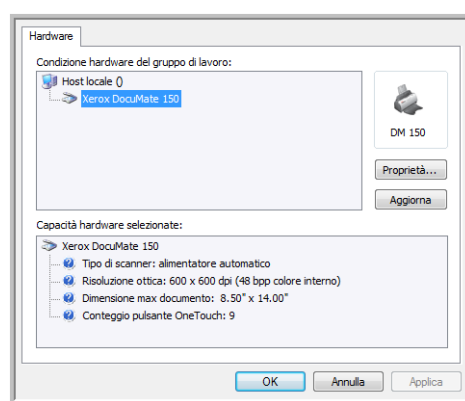 Hardware
Condizione hardware del gruppo di lavoro:
Host locale ()
Xerox DocuMate 150
DM 150
Proprietà...
Aggiorna
Capacità hardware selezionate:
Xerox DocuMate 150
Tipo di scanner: alimentatore automatico
Risoluzione ottica: 600 x 600 dpi (48 bpp colore interno)
Dimensione max documento: 8.50" x 14.00"
Conteggio pulsante OneTouch: 9
OK Annulla Applica